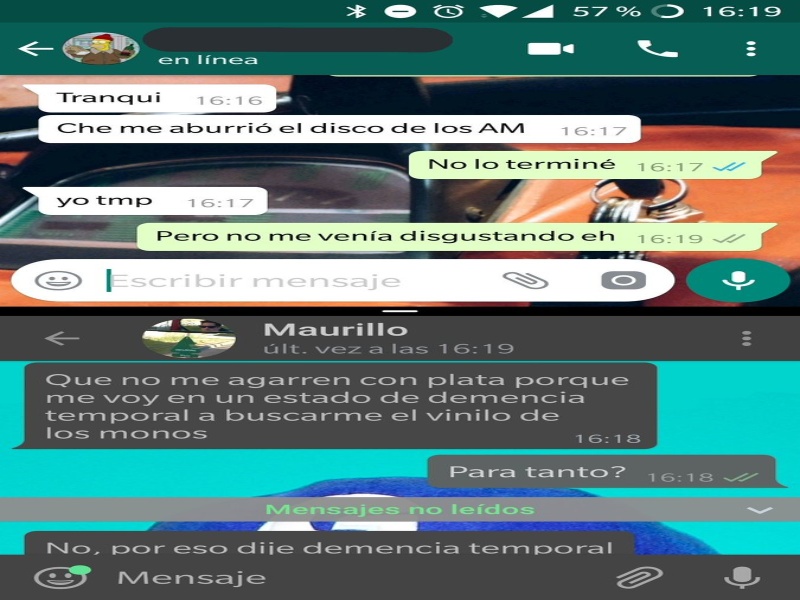 57 % 16:19
en línea
Tranqui 16:16
Che me aburrió el disco de los AM 16:17
No lo terminé 16:17
yo tmp 16:17
Pero no me venía disgustando eh 16:19
Escribir mensaje
Maurillo
últ. vez a las 16:19
Que no me agarren con plata porque
me voy en un estado de demencia
temporal a buscarme el vinilo de
los monos 16:18
Para tanto? 16:18
Mensajes no leídos
No, por eso dije demencia temporal
Mensaje